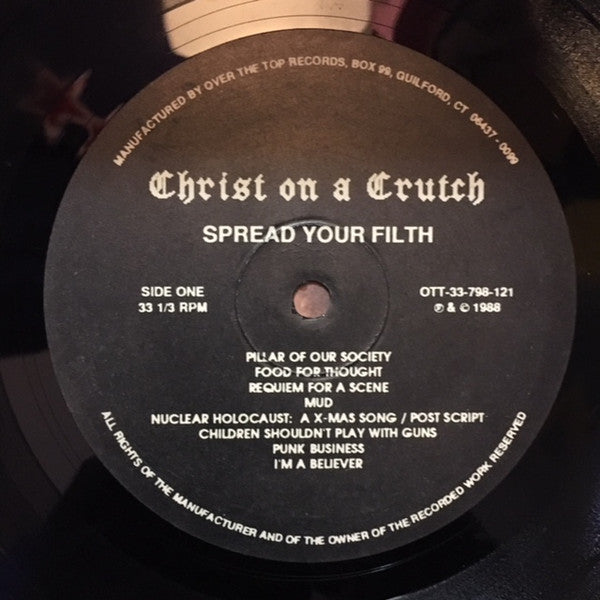 MANUFACTURED BY OVER THE TOP RECORDS, BOX 99, GUILFORD, CT 06437 - 0099
Christ on a Crutch
SPREAD YOUR FILTH
SIDE ONE
33 1/3 RPM
OTT-33-798-121
℗ & © 1988
PILLAR OF OUR SOCIETY
FOOD FOR THOUGHT
REQUIEM FOR A SCENE
MUD
NUCLEAR HOLOCAUST: A X-MAS SONG / POST SCRIPT
CHILDREN SHOULDN'T PLAY WITH GUNS
PUNK BUSINESS
I'M A BELIEVER
ALL RIGHTS OF THE MANUFACTURER AND OF THE OWNER OF THE RECORDED WORK RESERVED